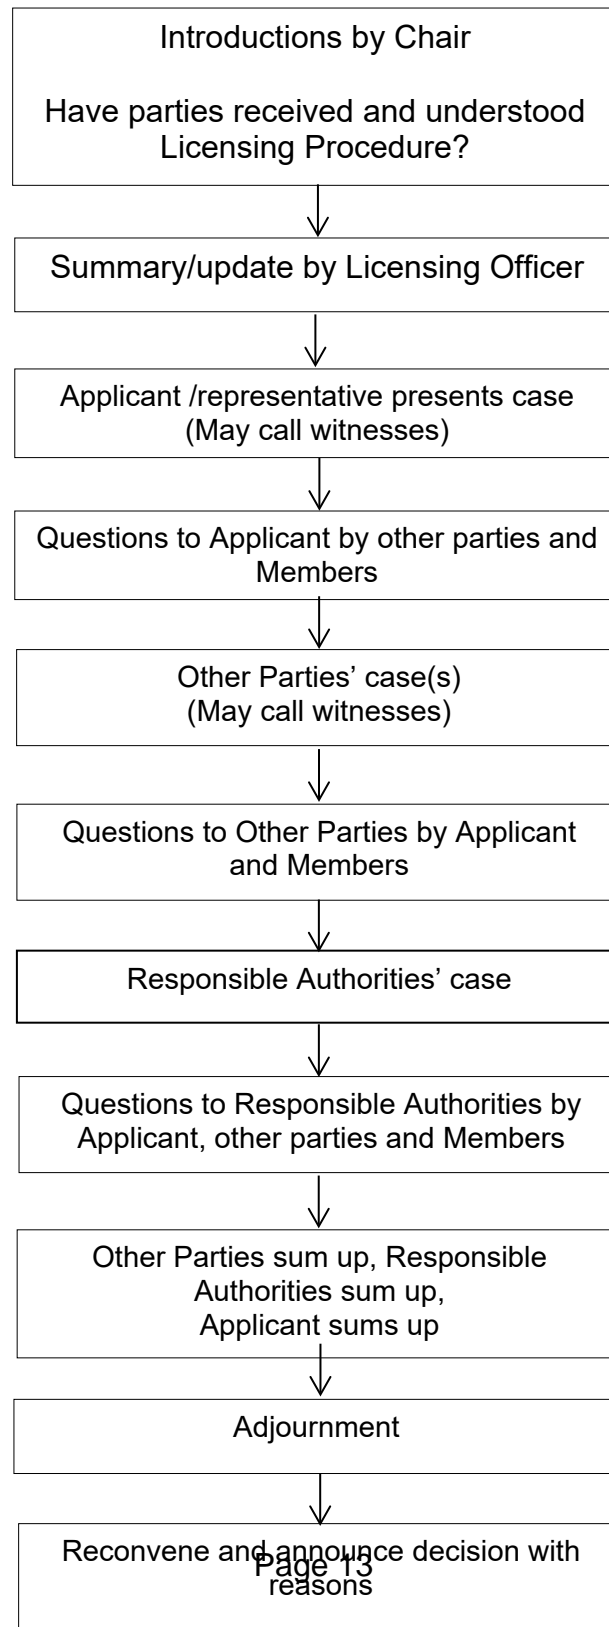 Introductions by Chair
Have parties received and understood
Licensing Procedure?
Summary/update by Licensing Officer
Applicant /representative presents case
(May call witnesses)
Questions to Applicant by other parties and
Members
Other Parties’ case(s)
(May call witnesses)
Questions to Other Parties by Applicant
and Members
Responsible Authorities’ case
Questions to Responsible Authorities by
Applicant, other parties and Members
Other Parties sum up, Responsible
Authorities sum up,
Applicant sums up
Adjournment
Reconvene and announce decision with
reasons
Page 13